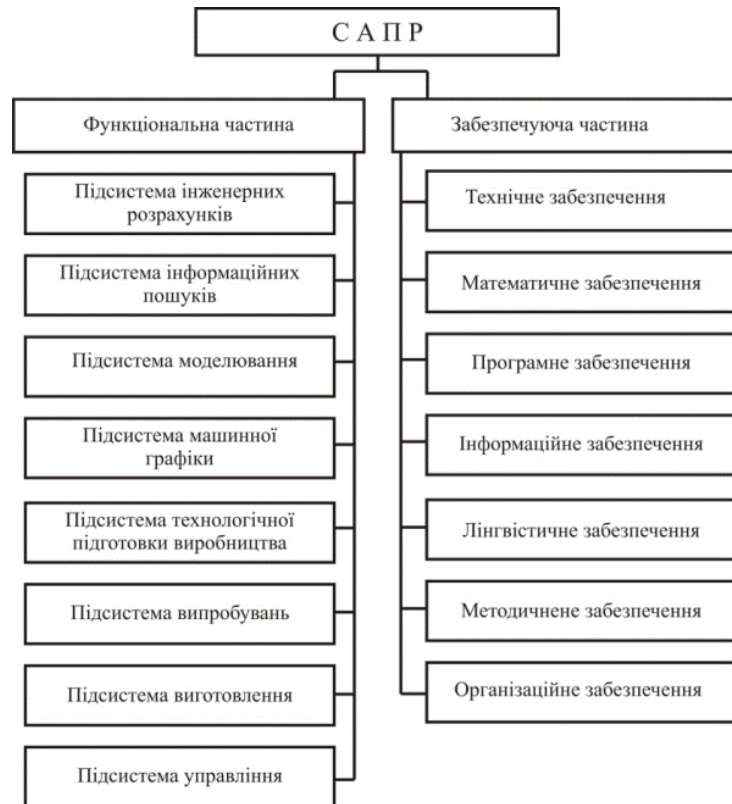 С А П Р
Функціональна частина
Підсистема інженерних
розрахунків
Підсистема інформаційних
пошуків
Підсистема моделювання
Підсистема машинної
графіки
Підсистема технологічної
підготовки виробництва
Підсистема випробувань
Підсистема виготовлення
Підсистема управління
Забезпечуюча частина
Технічне забезпечення
Математичне забезпечення
Програмне забезпечення
Інформаційне забезпечення
Лінгвістичне забезпечення
Методичнене забезпечення
Організаційне забезпечення